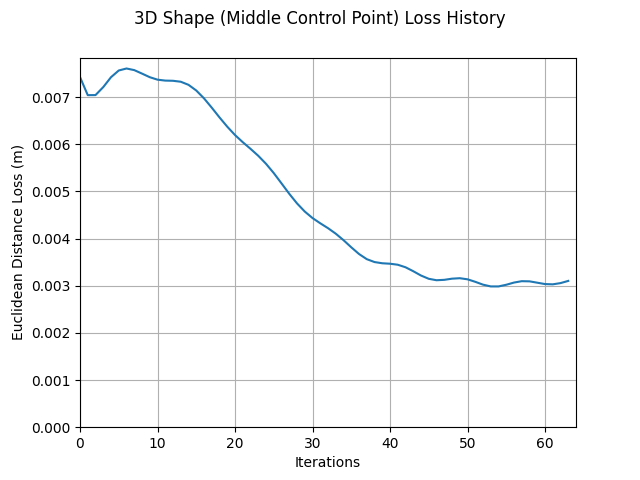 3D Shape (Middle Control Point) Loss History
Euclidean Distance Loss (m)
0.007
0.006
0.005
0.004
0.003
0.002
0.001
0.000
0 10 20 30 40 50 60
Iterations